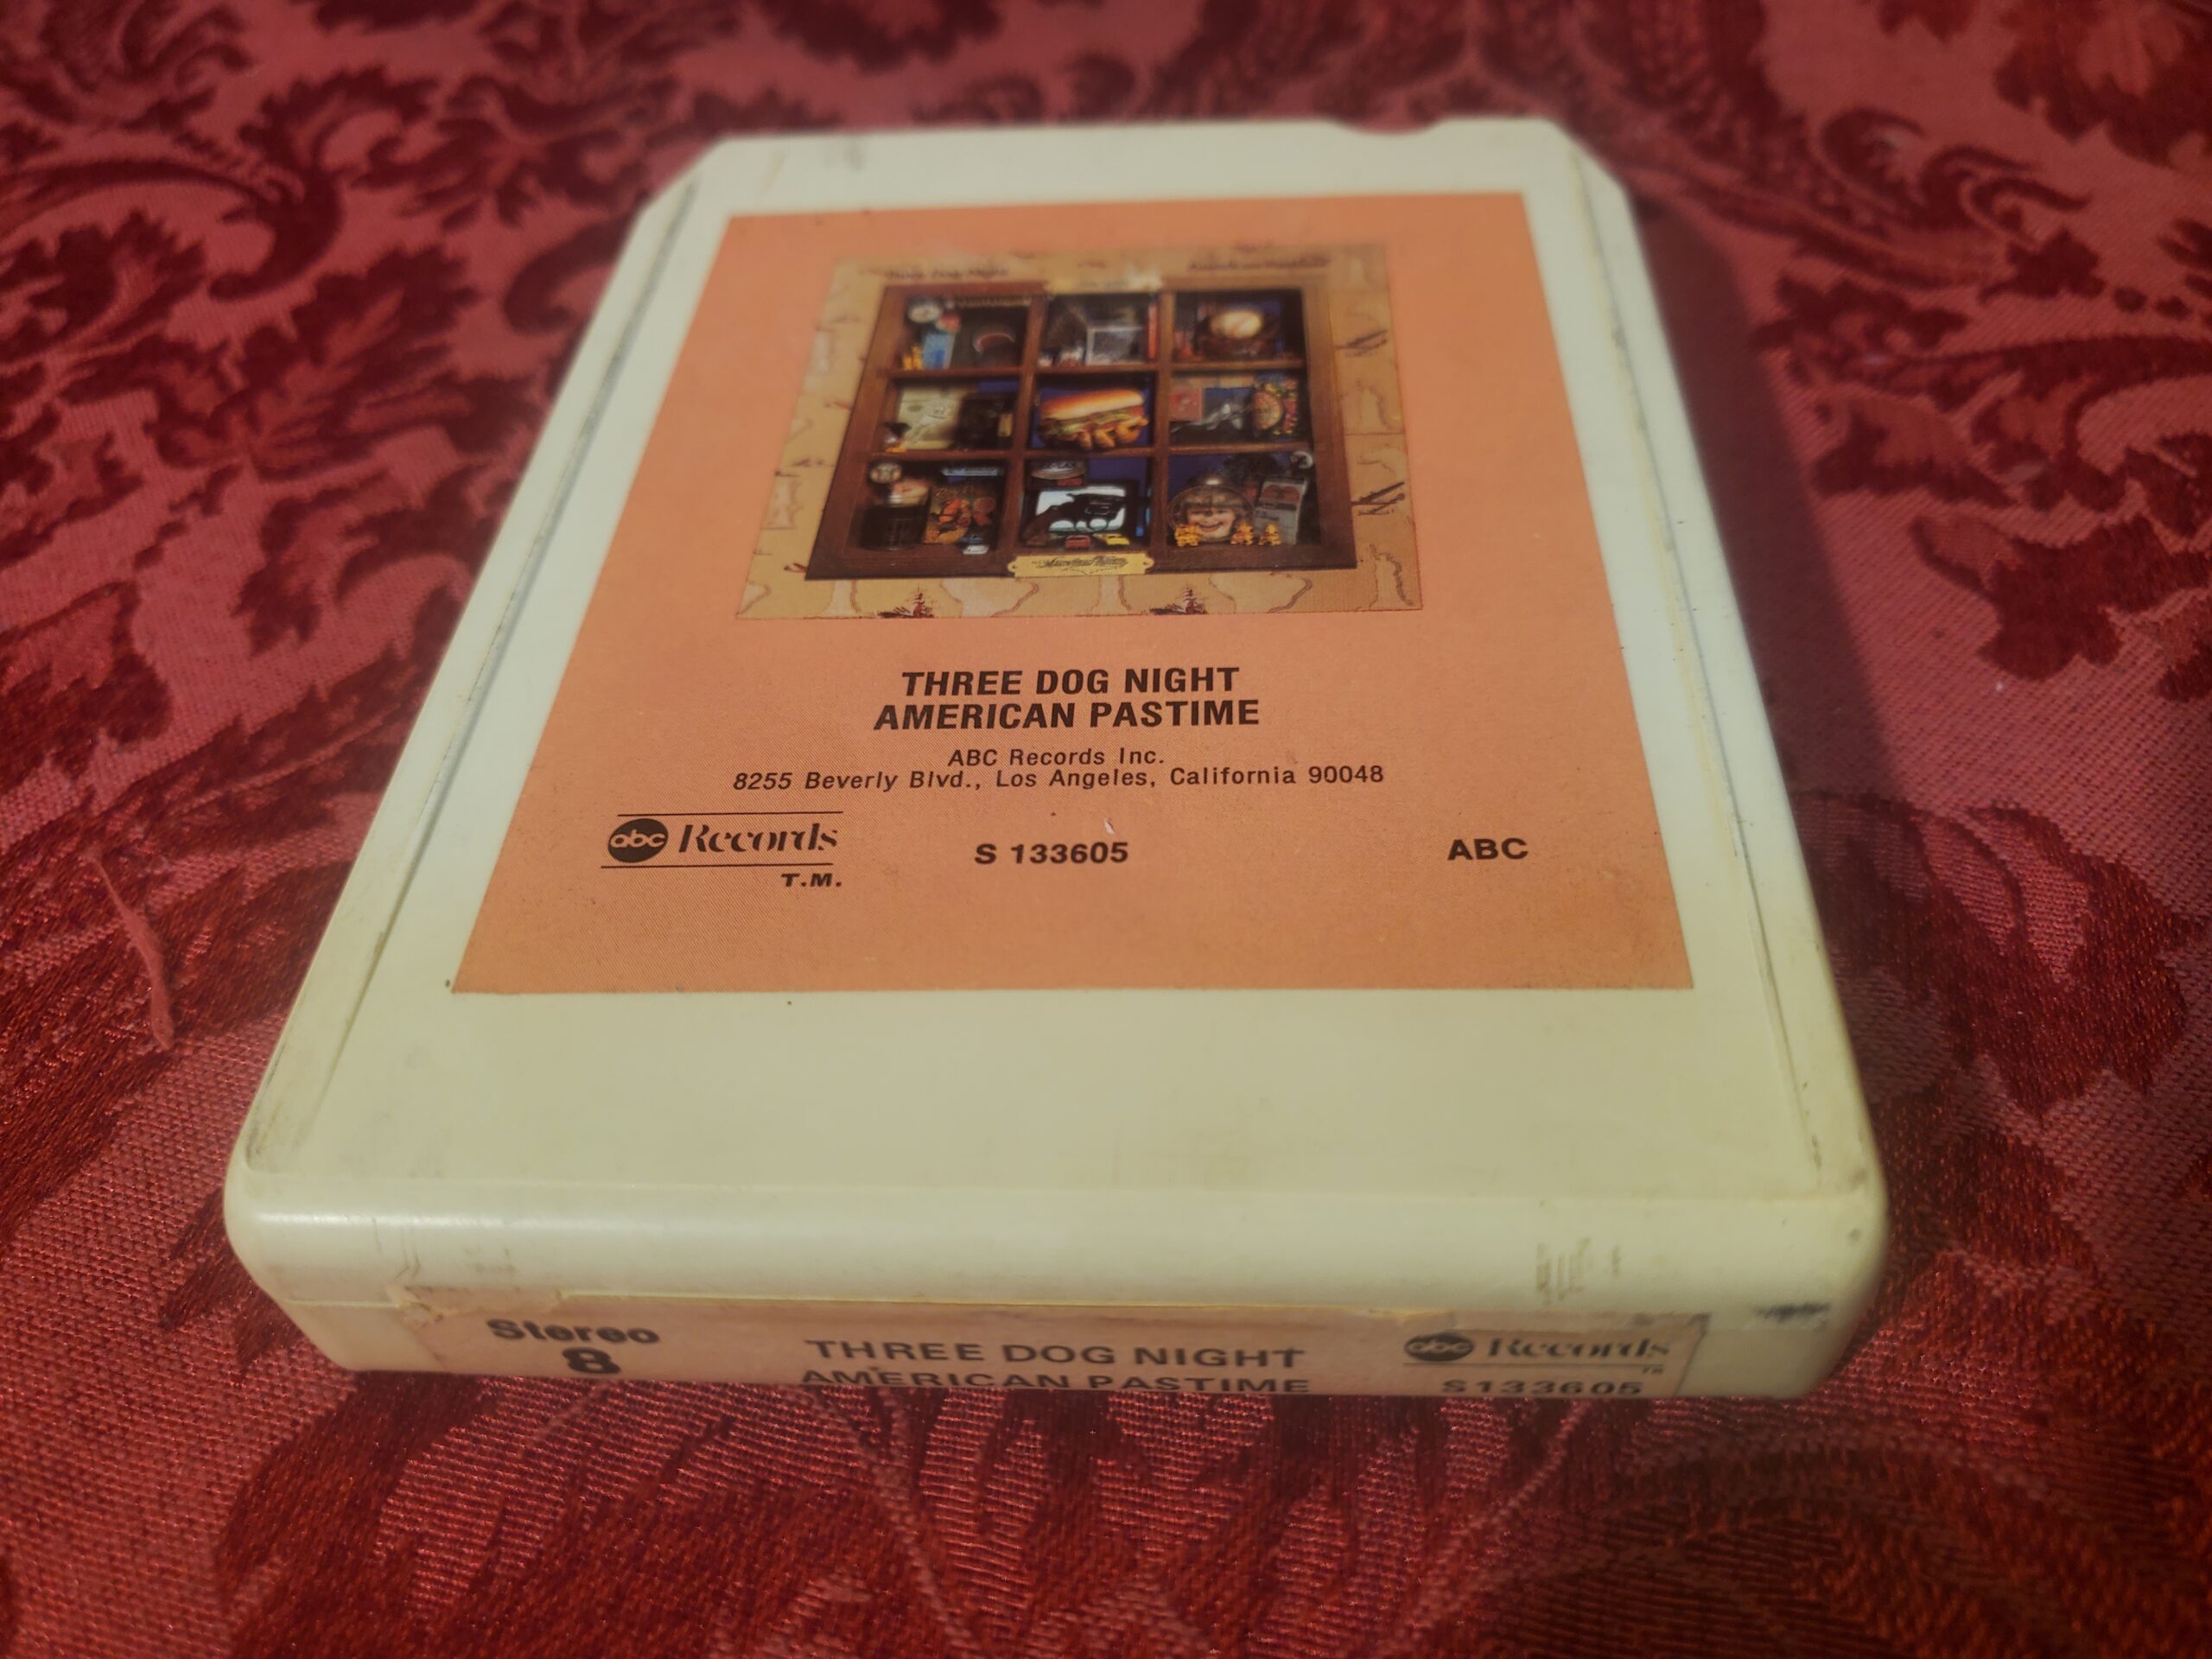 THREE DOG NIGHT
AMERICAN PASTIME
ABC Records Inc.
8255 Beverly Blvd., Los Angeles, California 90048
abc Records
T.M.
S 133605
ABC
Stereo
8
THREE DOG NIGHT
AMERICAN PASTIME
abc Records
TM
S133605